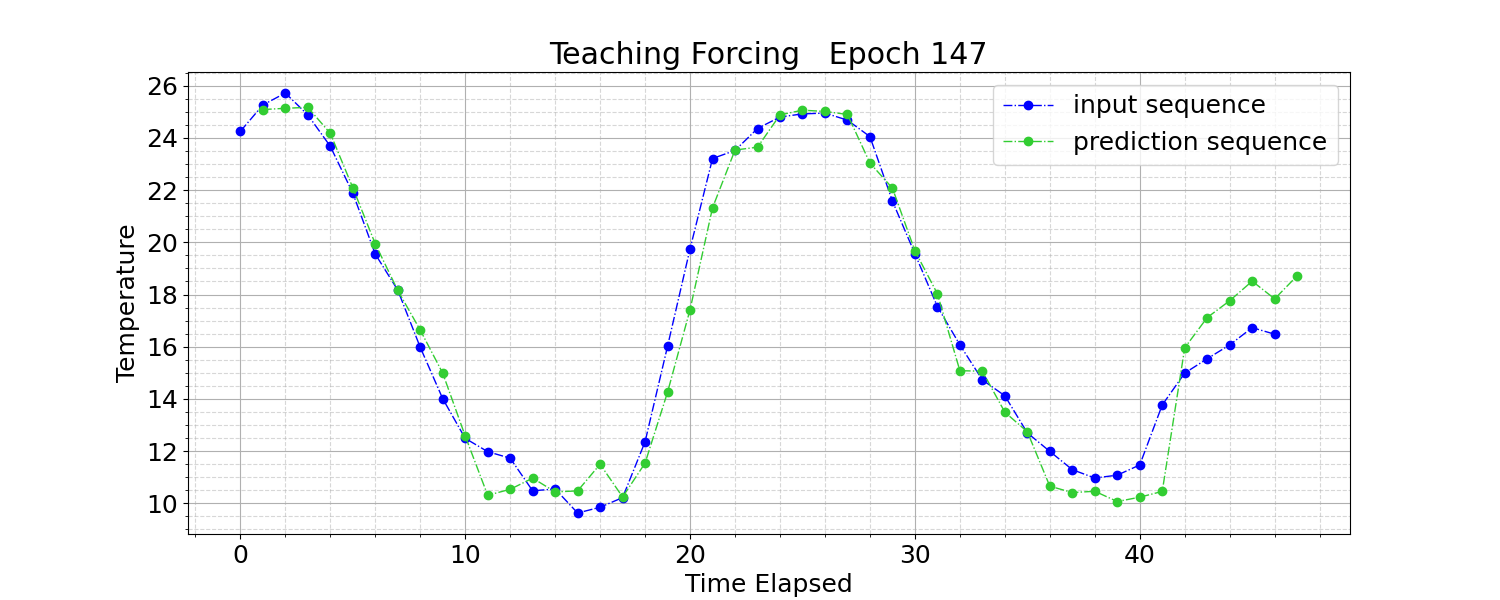 Teaching Forcing   Epoch 147
input sequence
prediction sequence
Temperature
26
24
22
20
18
16
14
12
10
0 10 20 30 40
Time Elapsed